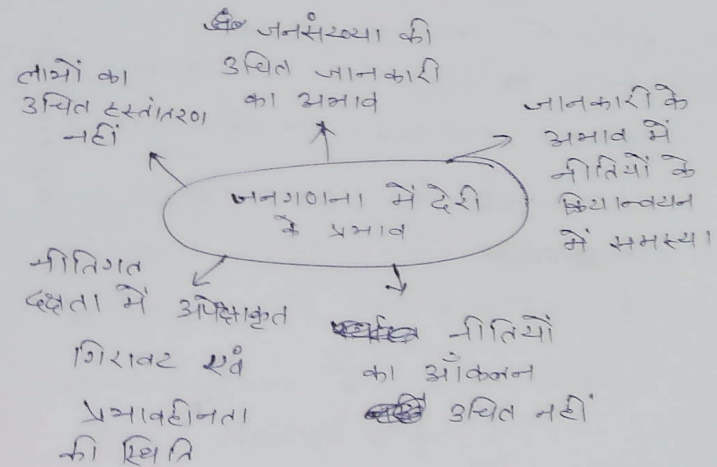 जनसंख्या की
उचित जानकारी
का अभाव
लाभों का
उचित हस्तांतरण
नहीं
जानकारी के
अभाव में
नीतियों के
क्रियान्वयन
में समस्या
जनगणना में देरी
के प्रभाव
नीतिगत
दक्षता में अपेक्षाकृत
गिरावट एवं
प्रभावहीनता
की स्थिति
नीतियों
का आँकलन
उचित नहीं